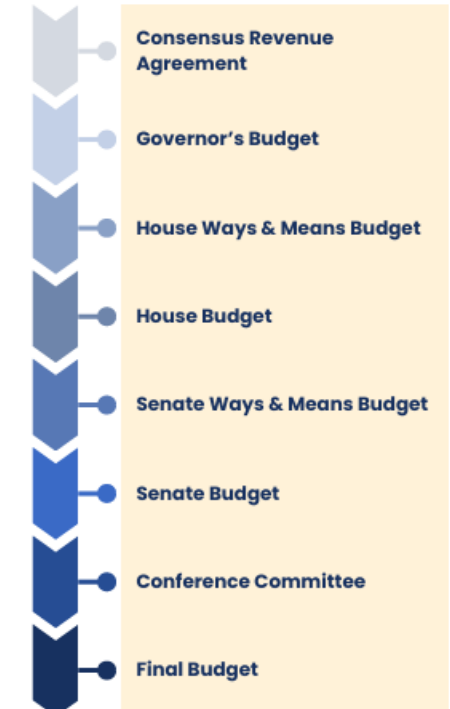 Consensus Revenue
Agreement
Governor’s Budget
House Ways & Means Budget
House Budget
Senate Ways & Means Budget
Senate Budget
Conference Committee
Final Budget